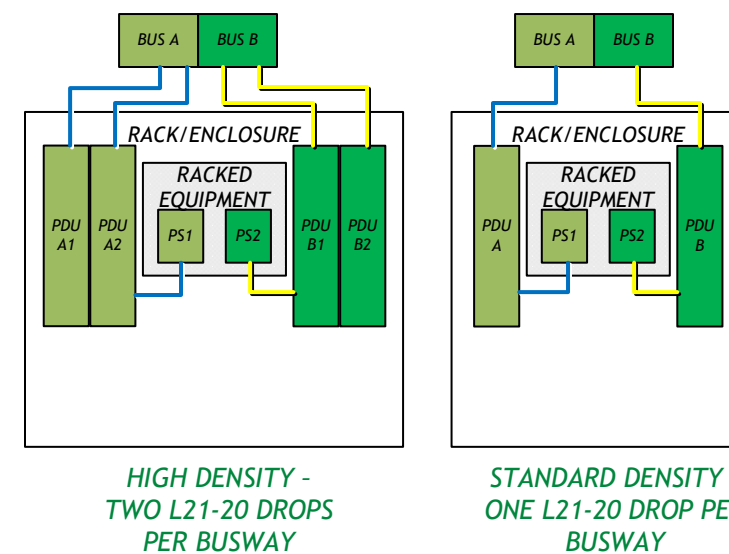 BUS A BUS B
RACK/ENCLOSURE
RACKED
EQUIPMENT
PDU
A1
PDU
A2
PS1
PS2
PDU
B1
PDU
B2
HIGH DENSITY –
TWO L21-20 DROPS
PER BUSWAY
BUS A BUS B
RACK/ENCLOSURE
RACKED
EQUIPMENT
PDU
A
PS1
PS2
PDU
B
STANDARD DENSITY
ONE L21-20 DROP PE
BUSWAY